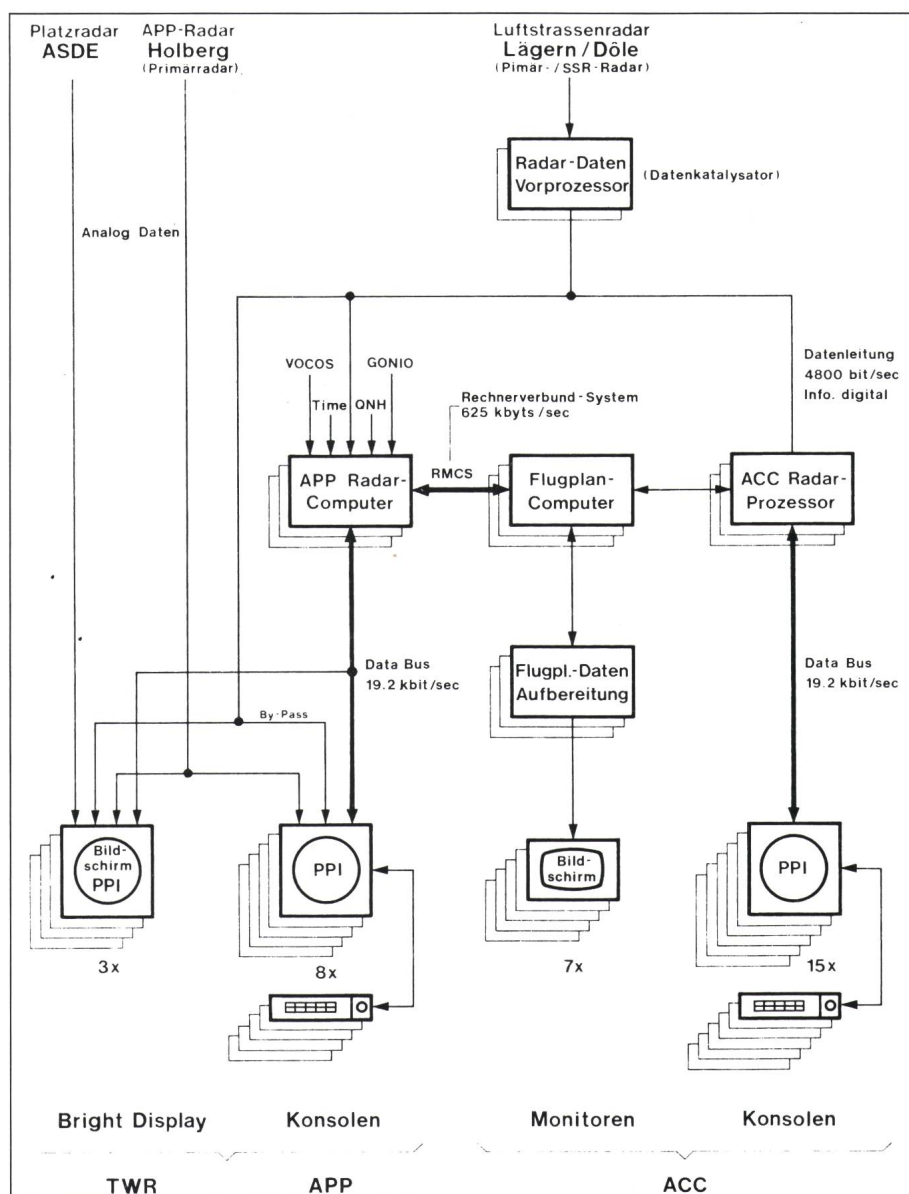 Platzradar
ASDE
APP-Radar
Holberg
(Primärradar)
Luftstrassenradar
Lägern / Döle
(Pimär-/SSR-Radar)
Radar-Daten
Vorprozessor
(Datenkatalysator)
Analog Daten
VOCOS
GONIO
Time
QNH
Rechnerverbund-System
625 kbyts/sec
Datenleitung
4800 bit/sec
Info. digital
APP Radar-
Computer
RMCS
Flugplan-
Computer
ACC Radar-
Prozessor
Data Bus
19.2 kbit/sec
Flugpl.-Daten
Aufbereitung
Data Bus
19.2 kbit/sec
By-Pass
Bild-
schirm
PPI
PPI
Bild-
schirm
PPI
3x
8x
7x
15x
Bright Display
Konsolen
Monitoren
Konsolen
TWR
APP
ACC